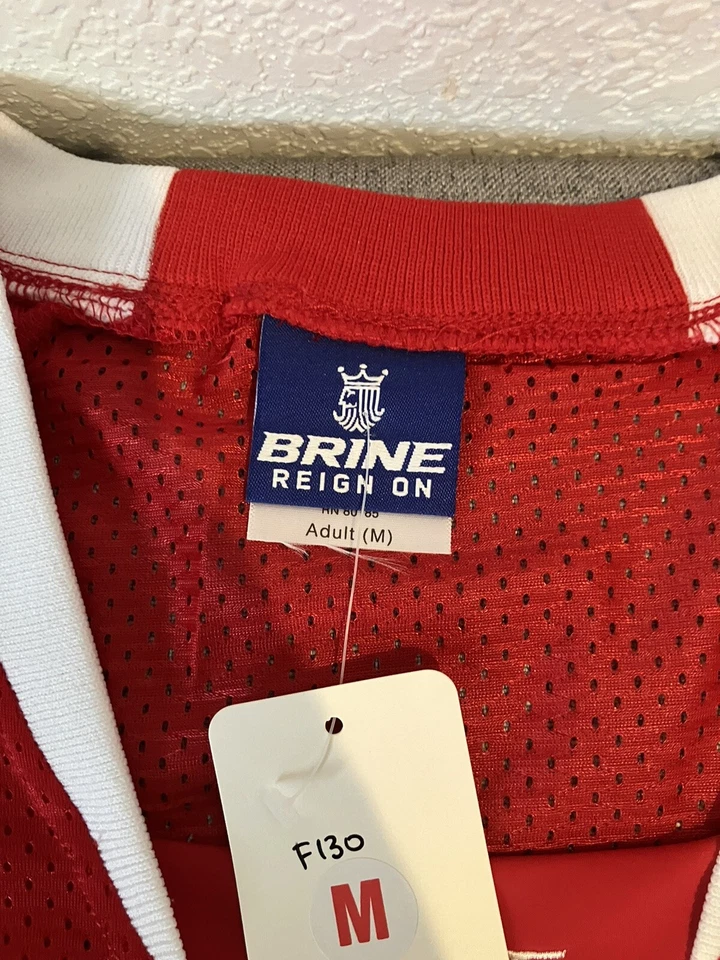 BRINE
REIGN ON
Adult (M)
F130
M